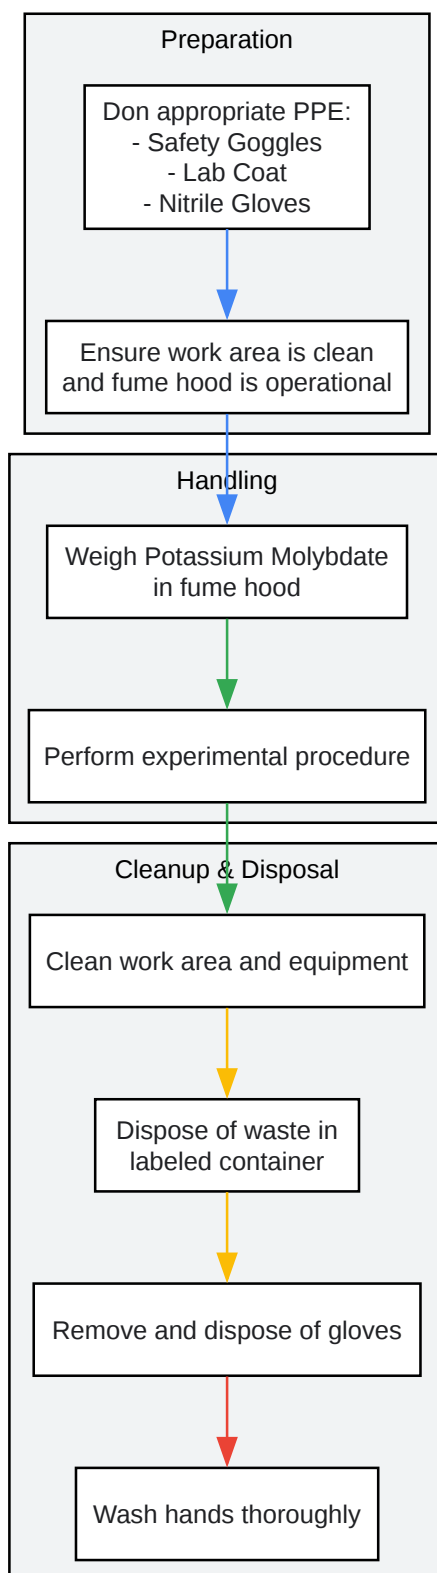 Preparation
Don appropriate PPE:
- Safety Goggles
- Lab Coat
- Nitrile Gloves
Ensure work area is clean
and fume hood is operational
Handling
Weigh Potassium Molybdate
in fume hood
Perform experimental procedure
Cleanup & Disposal
Clean work area and equipment
Dispose of waste in
labeled container
Remove and dispose of gloves
Wash hands thoroughly